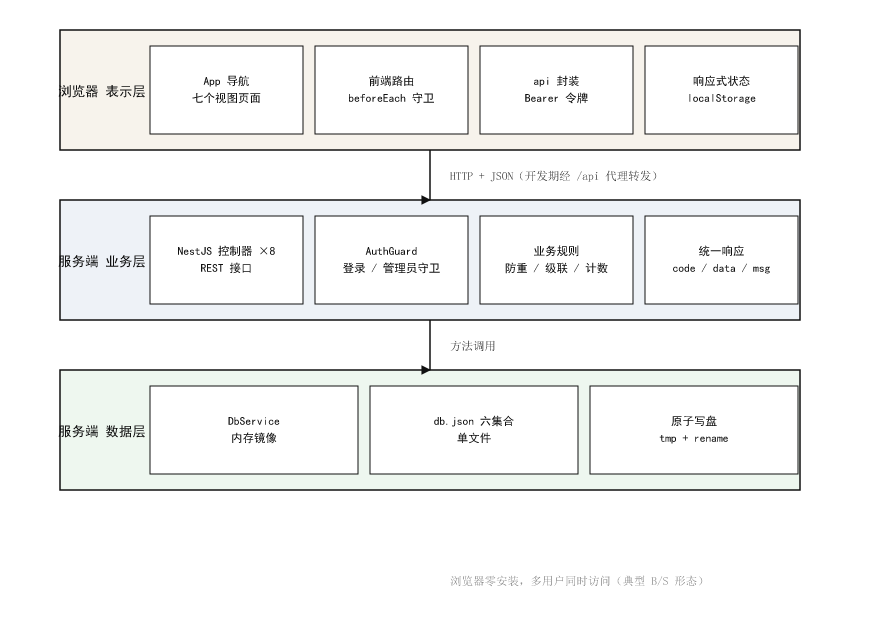 浏览器 表示层
App 导航
七个视图页面
前端路由
beforeEach 守卫
api 封装
Bearer 令牌
响应式状态
localStorage
HTTP + JSON（开发期经 /api 代理转发）
服务端 业务层
NestJS 控制器 ×8
REST 接口
AuthGuard
登录 / 管理员守卫
业务规则
防重 / 级联 / 计数
统一响应
code / data / msg
方法调用
服务端 数据层
DbService
内存镜像
db.json 六集合
单文件
原子写盘
tmp + rename
浏览器零安装，多用户同时访问（典型 B/S 形态）